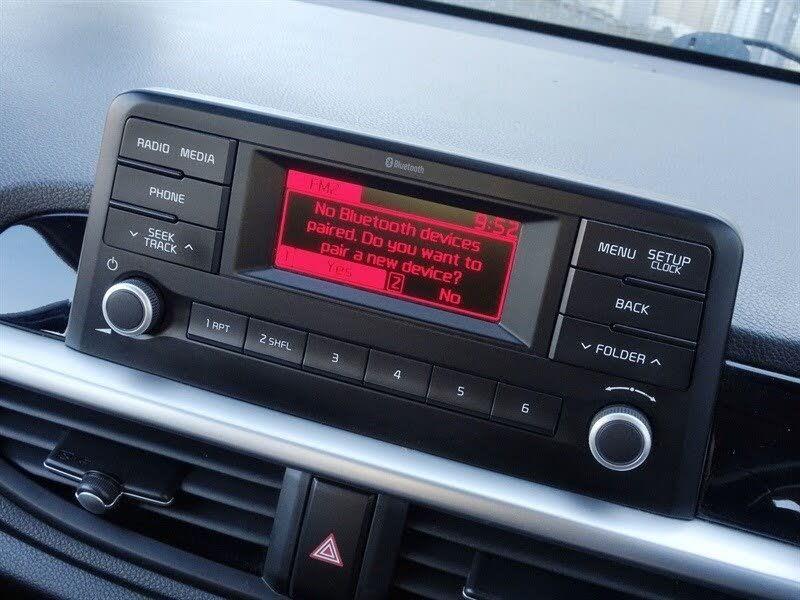 Bluetooth
RADIO MEDIA
PHONE
SEEK
TRACK
FM2
9:52
No Bluetooth devices
paired. Do you want to
pair a new device?
1 Yes
2 No
MENU SETUP
CLOCK
BACK
FOLDER
1 RPT
2 SHFL
3
4
5
6